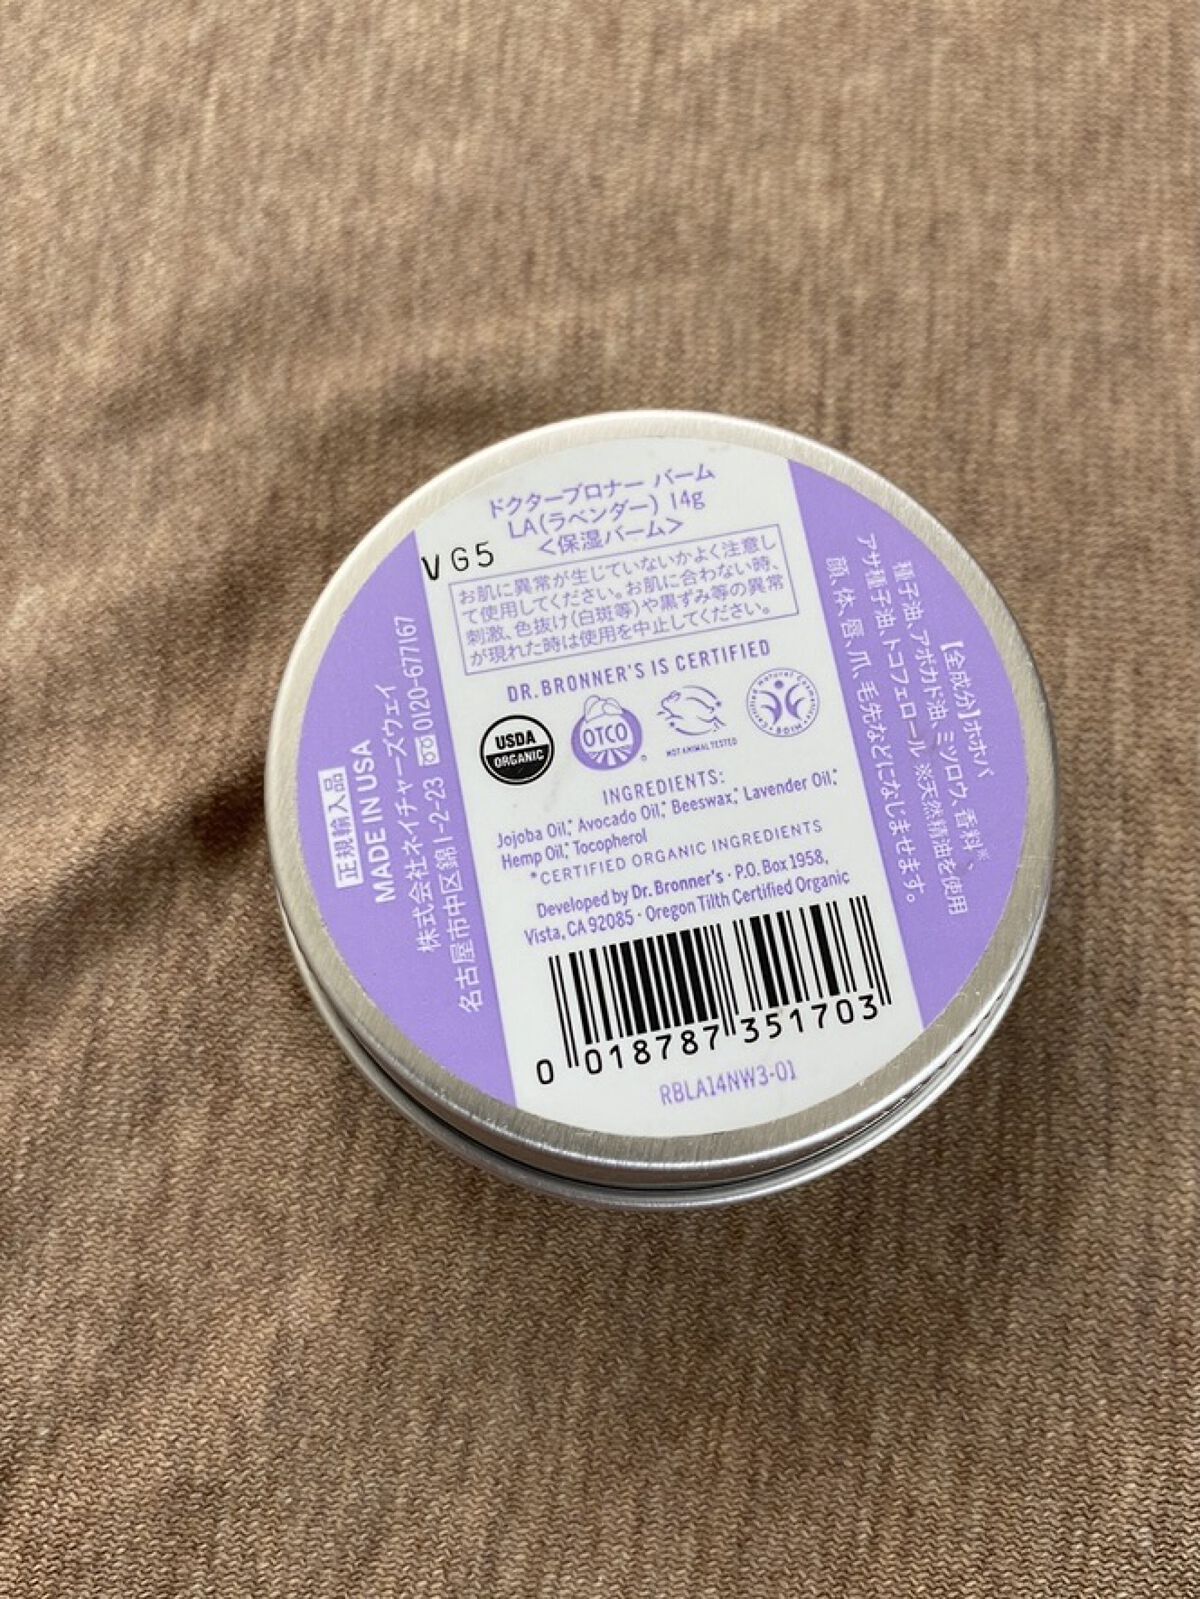 ドクターブロナー バーム
LA(ラベンダー) 14g
<保湿バーム>
VG5
お肌に異常が生じていないかよく注意し
て使用してください。お肌に合わない時、
刺激、色抜け(白斑等)や黒ずみ等の異常
が現れた時は使用を中止してください。
DR. BRONNER'S IS CERTIFIED
USDA
ORGANIC
OTCO
NOT ANIMAL TESTED
Certified Natural Cosmetics
INGREDIENTS:
Jojoba Oil,* Avocado Oil,* Beeswax,* Lavender Oil,*
Hemp Oil,* Tocopherol
*CERTIFIED ORGANIC INGREDIENTS
Developed by Dr. Bronner's · P.O. Box 1958,
Vista, CA 92085 · Oregon Tilth Certified Organic
0 018787 351703
RBLA14NW3-01
正規輸入品
MADE IN USA
株式会社ネイチャーズウェイ
名古屋市中区錦1-2-23 0120-677167
【全成分】ホホバ
種子油、アボカド油、ミツロウ、香料※、
アサ種子油、トコフェロール ※天然精油を使用
顔、体、唇、爪、毛先などになじませます。